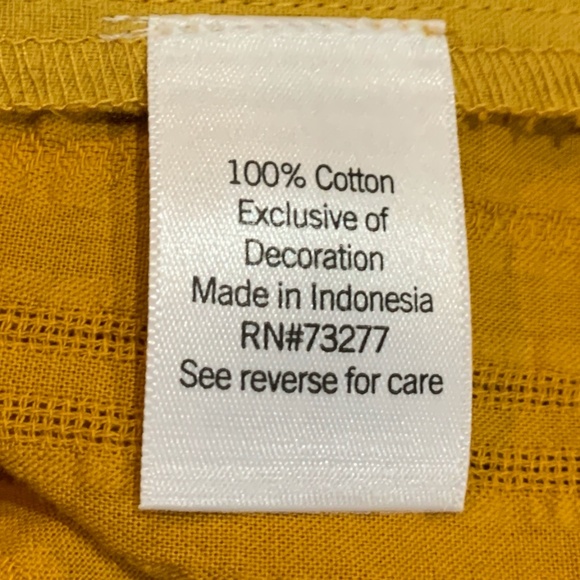 100% Cotton
Exclusive of
Decoration
Made in Indonesia
RN#73277
See reverse for care